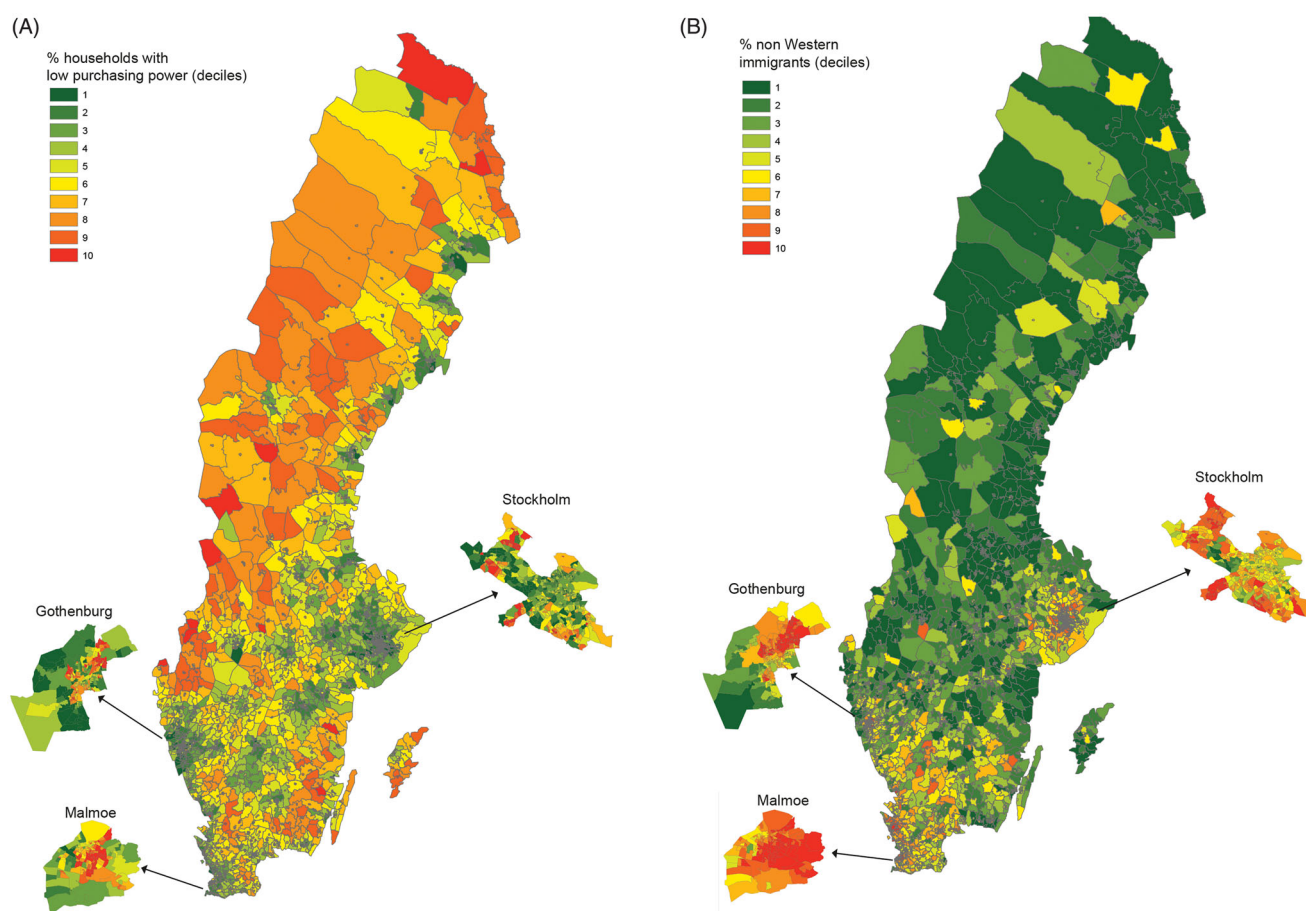 (A)
% households with
low purchasing power (deciles)
1
2
3
4
5
6
7
8
9
10
Stockholm
Gothenburg
Malmoe
(B)
% non Western
immigrants (deciles)
1
2
3
4
5
6
7
8
9
10
Stockholm
Gothenburg
Malmoe